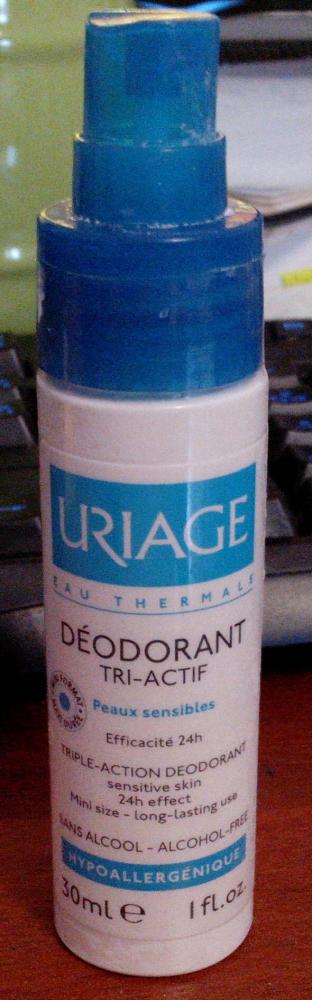 URIAGE
EAU THERMALE
DÉODORANT
TRI-ACTIF
Peaux sensibles
Efficacité 24h
TRIPLE-ACTION DEODORANT
sensitive skin
24h effect
Mini size - long-lasting use
SANS ALCOOL - ALCOHOL-FREE
HYPOALLERGÉNIQUE
30ml e 1 fl.oz.